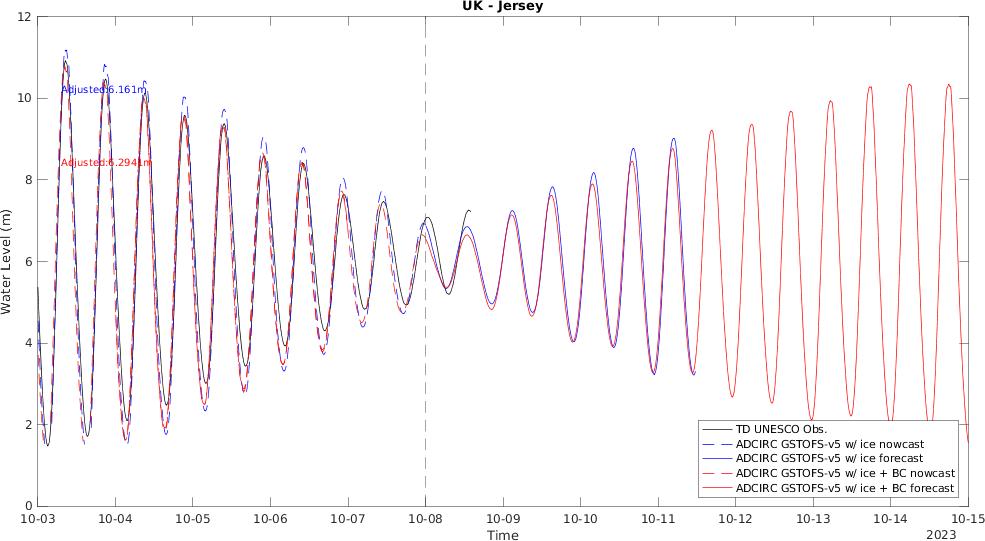 UK - Jersey
12
10
8
6
4
2
0
Water Level (m)
Adjusted:6.161m
Adjusted:6.2941m
TD UNESCO Obs.
ADCIRC GSTOFS-v5 w/ ice nowcast
ADCIRC GSTOFS-v5 w/ ice forecast
ADCIRC GSTOFS-v5 w/ ice + BC nowcast
ADCIRC GSTOFS-v5 w/ ice + BC forecast
10-03 10-04 10-05 10-06 10-07 10-08 10-09 10-10 10-11 10-12 10-13 10-14 10-15
Time
2023